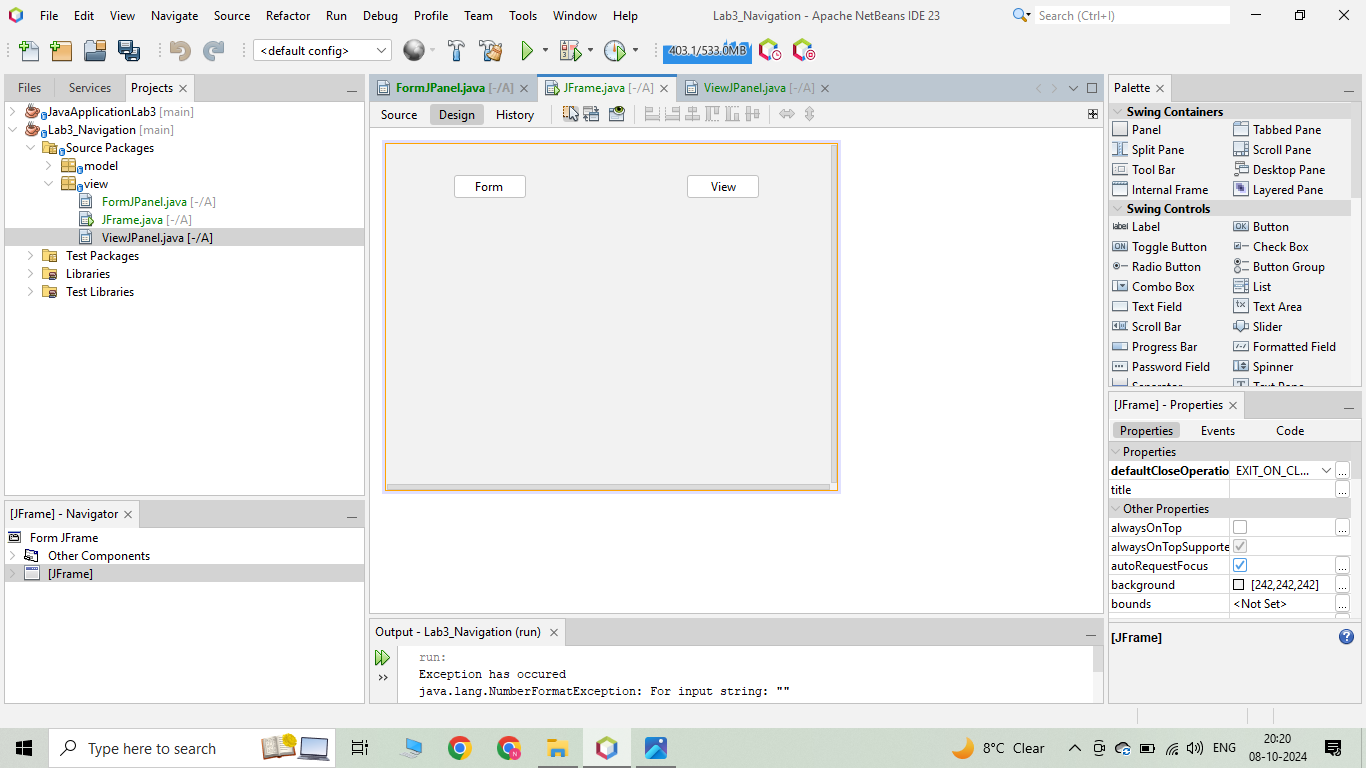 File Edit View Navigate Source Refactor Run Debug Profile Team Tools Window Help
Lab3_Navigation - Apache NetBeans IDE 23
Search (Ctrl+I)
<default config>
403.1/533.0MB
Files Services Projects
JavaApplicationLab3 [main]
Lab3_Navigation [main]
Source Packages
model
view
FormJPanel.java [-/A]
JFrame.java [-/A]
ViewJPanel.java [-/A]
Test Packages
Libraries
Test Libraries
[JFrame] - Navigator
Form JFrame
Other Components
[JFrame]
FormJPanel.java [-/A] JFrame.java [-/A] ViewJPanel.java [-/A]
Source Design History
Form View
Output - Lab3_Navigation (run)
run:
Exception has occured
java.lang.NumberFormatException: For input string: ""
Palette
Swing Containers
Panel Tabbed Pane
Split Pane Scroll Pane
Tool Bar Desktop Pane
Internal Frame Layered Pane
Swing Controls
Label Button
Toggle Button Check Box
Radio Button Button Group
Combo Box List
Text Field Text Area
Scroll Bar Slider
Progress Bar Formatted Field
Password Field Spinner
Separator Text Pane
[JFrame] - Properties
Properties Events Code
Properties
defaultCloseOperatio EXIT_ON_CL... ...
title ...
Other Properties
alwaysOnTop ...
alwaysOnTopSupporte
autoRequestFocus ...
background [242,242,242] ...
bounds <Not Set> ...
[JFrame]
Type here to search
8°C Clear
ENG
20:20
08-10-2024